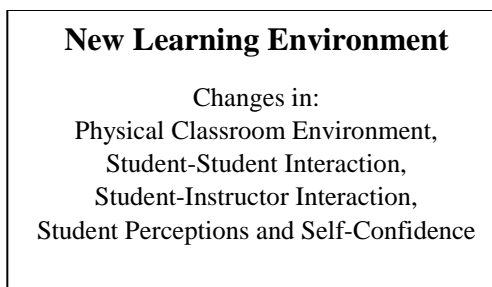 New Learning Environment
Changes in:
Physical Classroom Environment,
Student-Student Interaction,
Student-Instructor Interaction,
Student Perceptions and Self-Confidence